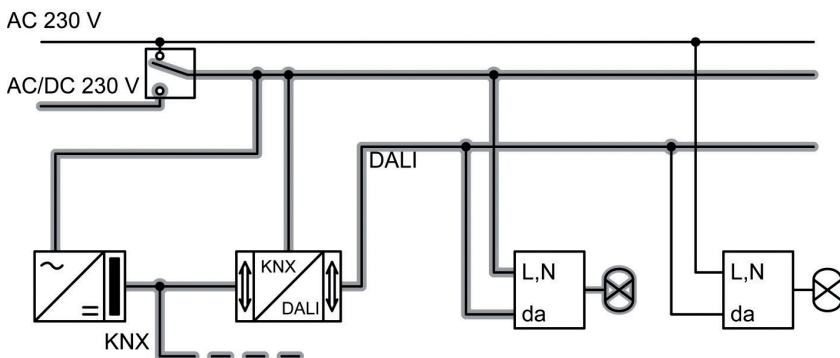 AC 230 V
AC/DC 230 V
DALI
KNX
DALI
L,N
da
L,N
da
KNX